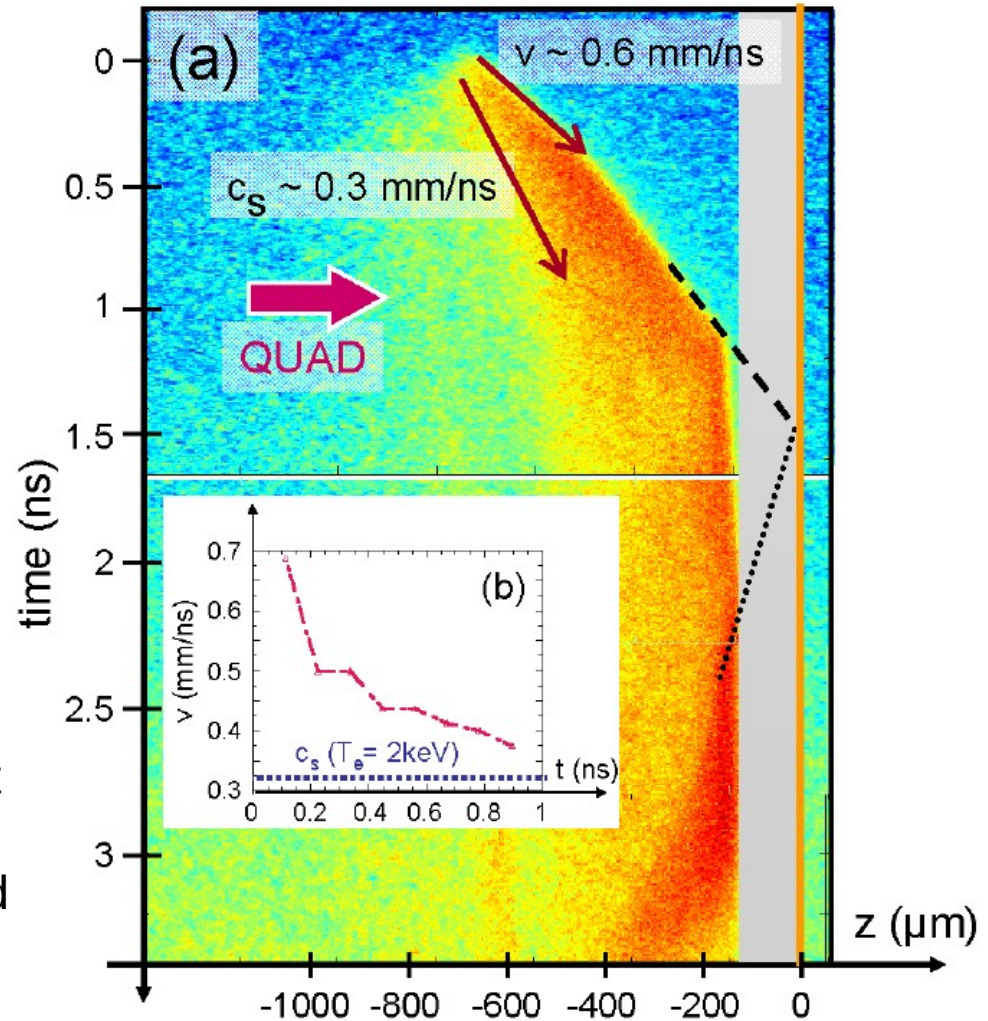 (a)
v ~ 0.6 mm/ns
c_s ~ 0.3 mm/ns
QUAD
time (ns)
0
0.5
1
1.5
2
2.5
3
(b)
v (mm/ns)
0.7
0.6
0.5
0.4
0.3
c_s (T_e= 2keV)
t (ns)
0 0.2 0.4 0.6 0.8 1
d
z (μm)
-1000 -800 -600 -400 -200 0